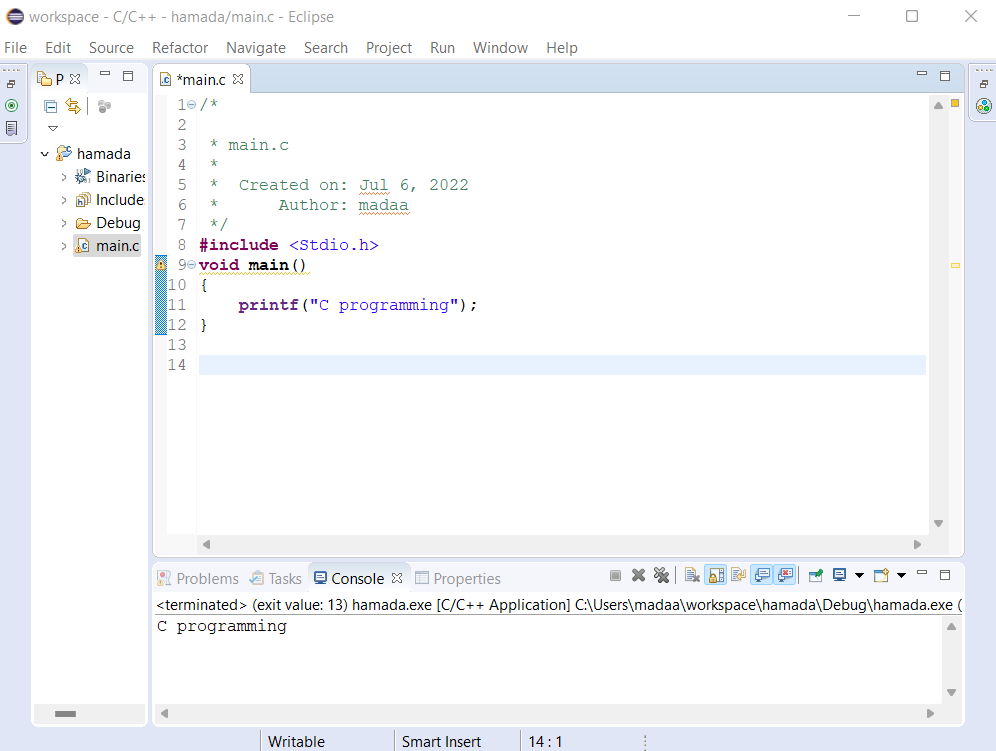 workspace - C/C++ - hamada/main.c - Eclipse
File Edit Source Refactor Navigate Search Project Run Window Help
P
*main.c
hamada
Binaries
Include
Debug
main.c
1 /*
2
3 * main.c
4 *
5 * Created on: Jul 6, 2022
6 * Author: madaa
7 */
8 #include <Stdio.h>
9 void main()
10 {
11 printf("C programming");
12 }
13
14
Problems Tasks Console Properties
<terminated> (exit value: 13) hamada.exe [C/C++ Application] C:\Users\madaa\workspace\hamada\Debug\hamada.exe (
C programming
Writable Smart Insert 14 : 1